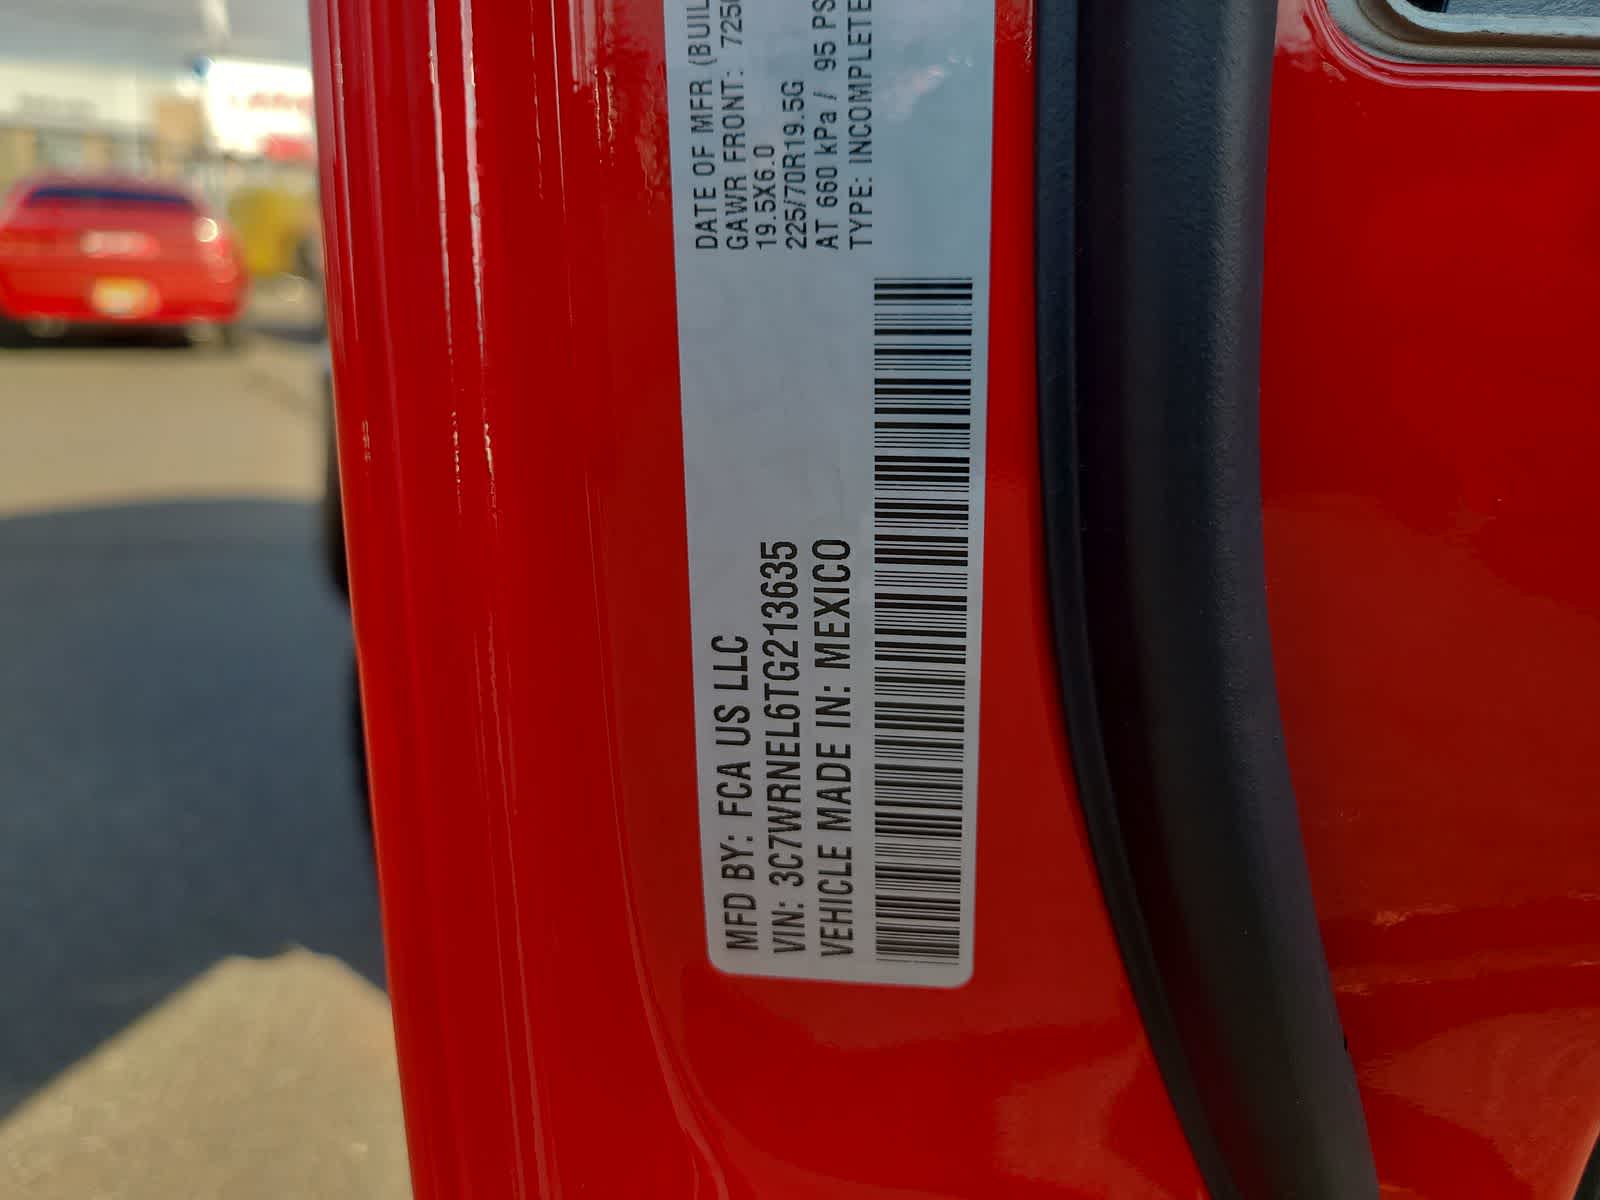 MFD BY: FCA US LLC
VIN: 3C7WRNEL6TG213635
VEHICLE MADE IN: MEXICO
DATE OF MFR (BUIL
GAWR FRONT: 725
19.5X6.0
225/70R19.5G
AT 660 kPa / 95 PS
TYPE: INCOMPLETE